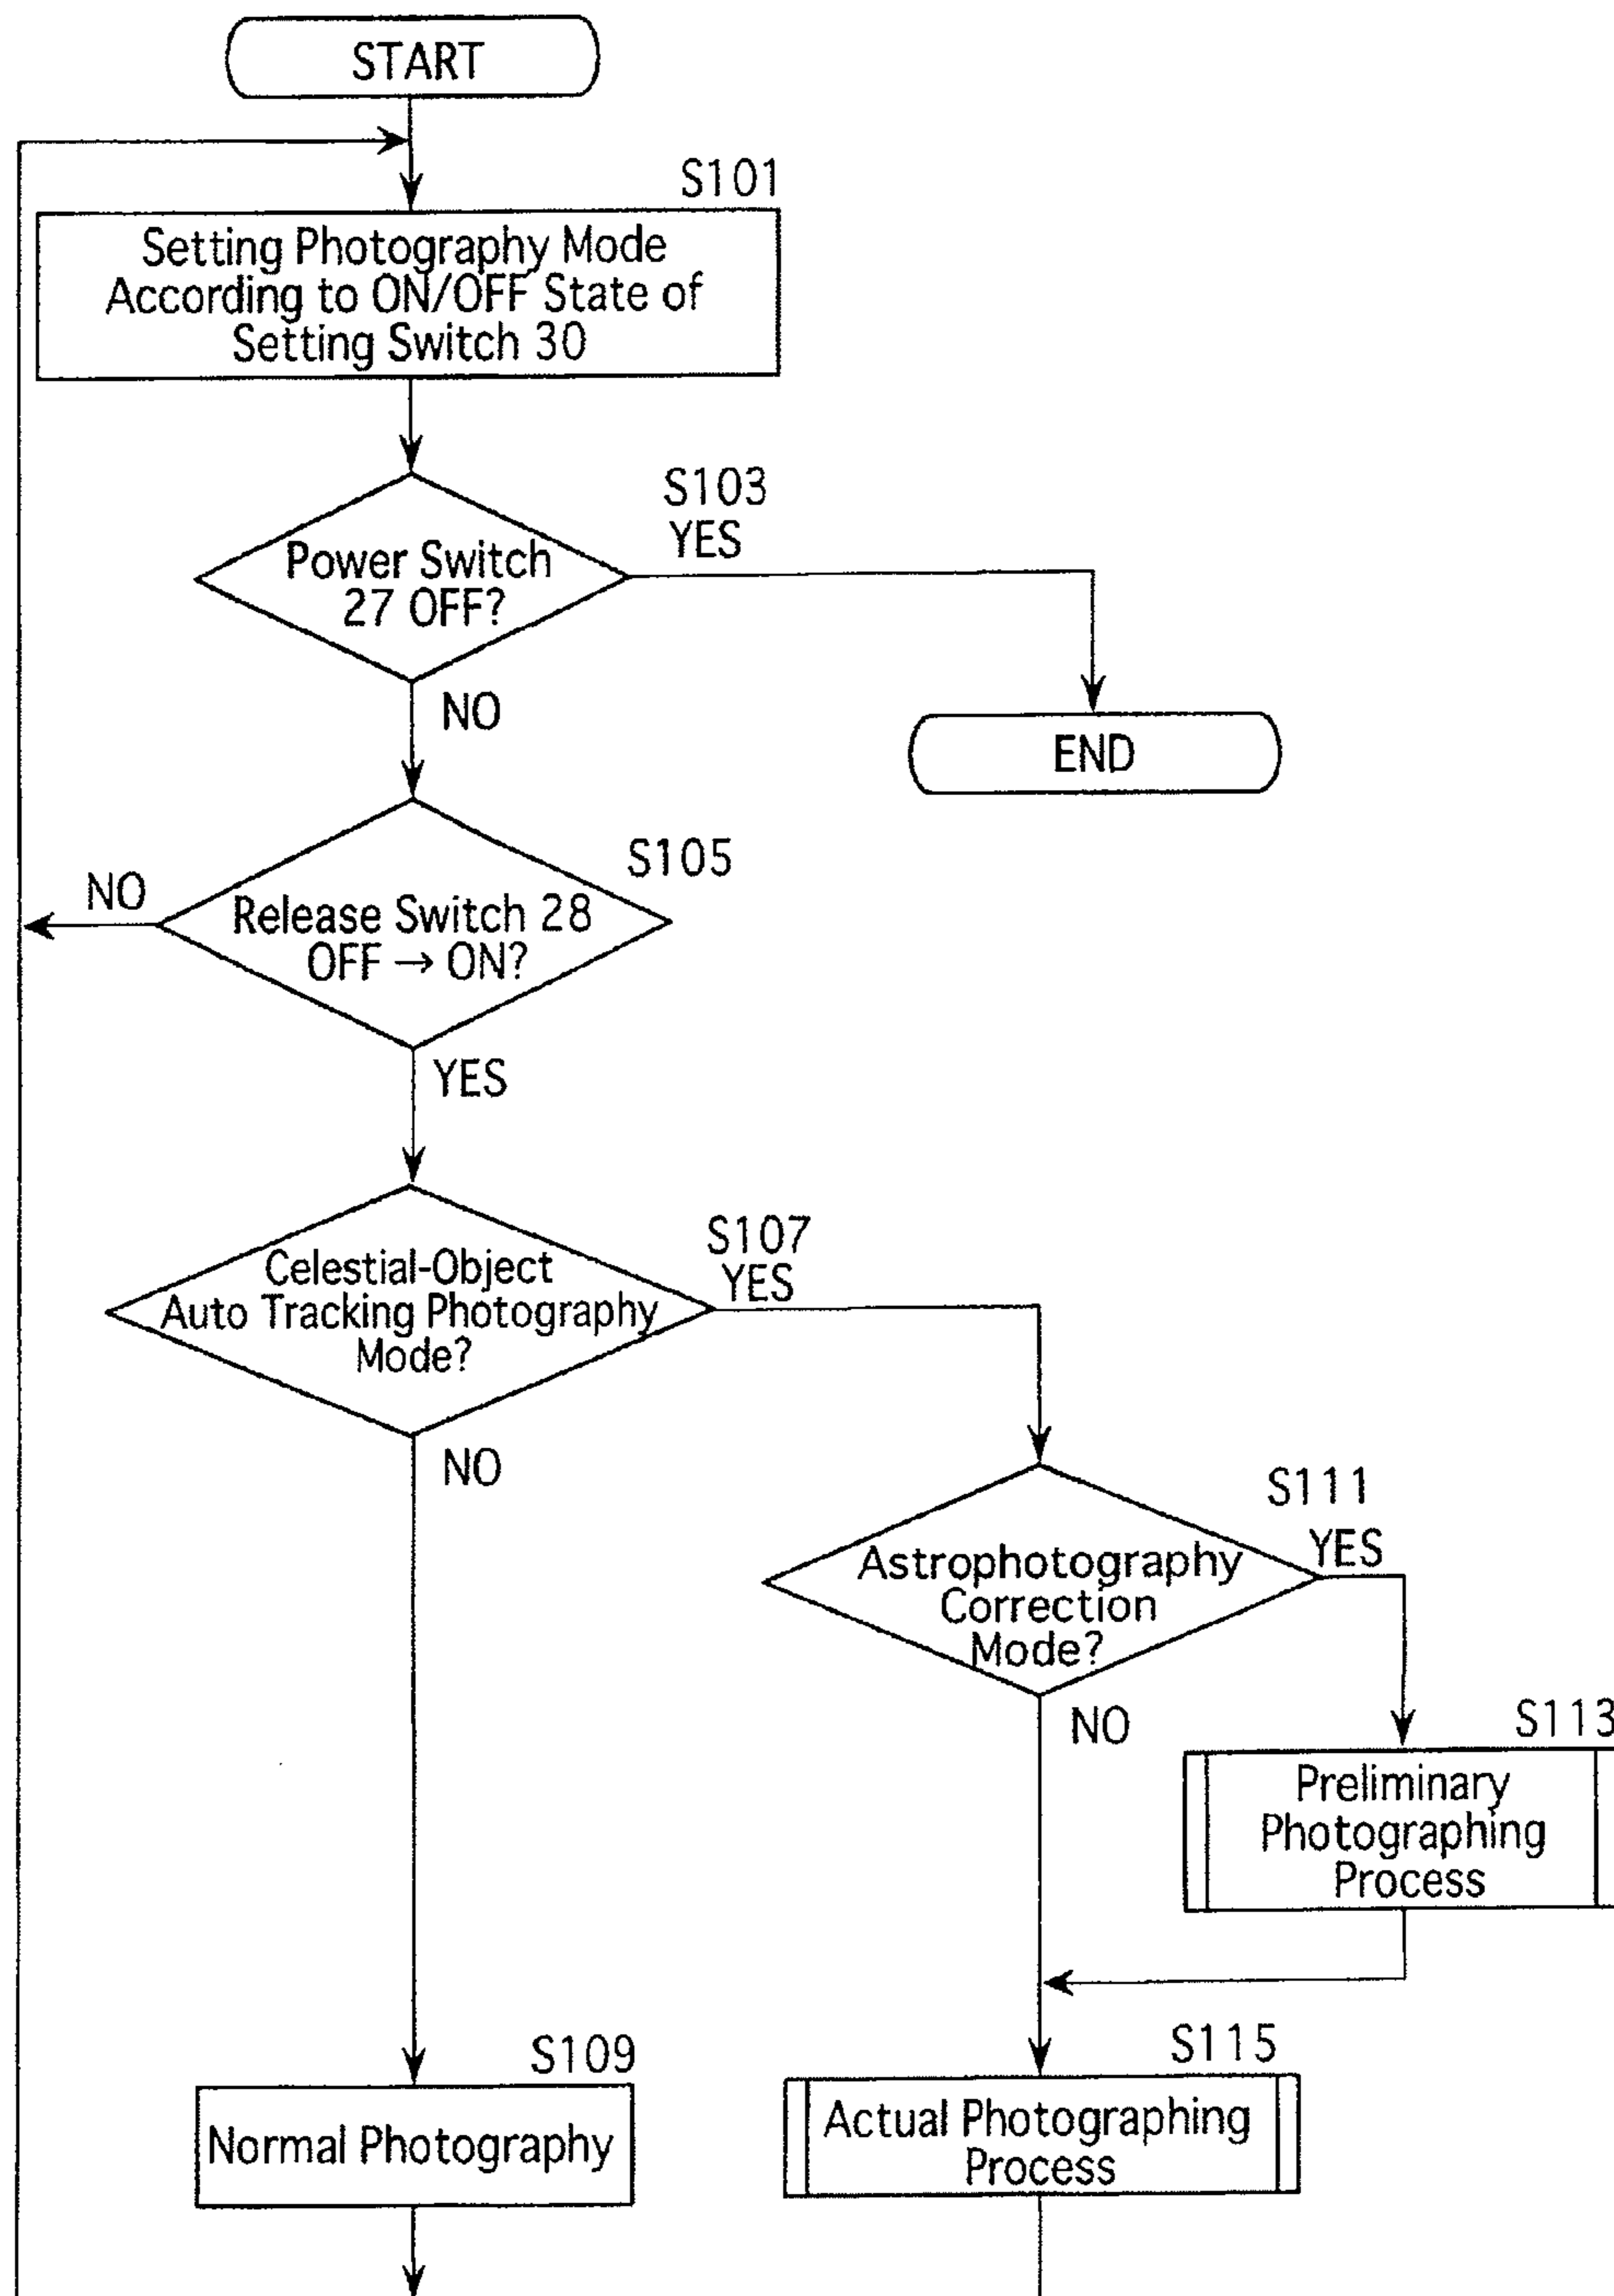 START
S101
Setting Photography Mode
According to ON/OFF State of
Setting Switch 30
S103
YES
Power Switch
27 OFF?
NO
END
S105
NO
Release Switch 28
OFF → ON?
YES
S107
YES
Celestial-Object
Auto Tracking Photography
Mode?
NO
S111
YES
Astrophotography
Correction
Mode?
NO
S113
Preliminary
Photographing
Process
S109
Normal Photography
S115
Actual Photographing
Process